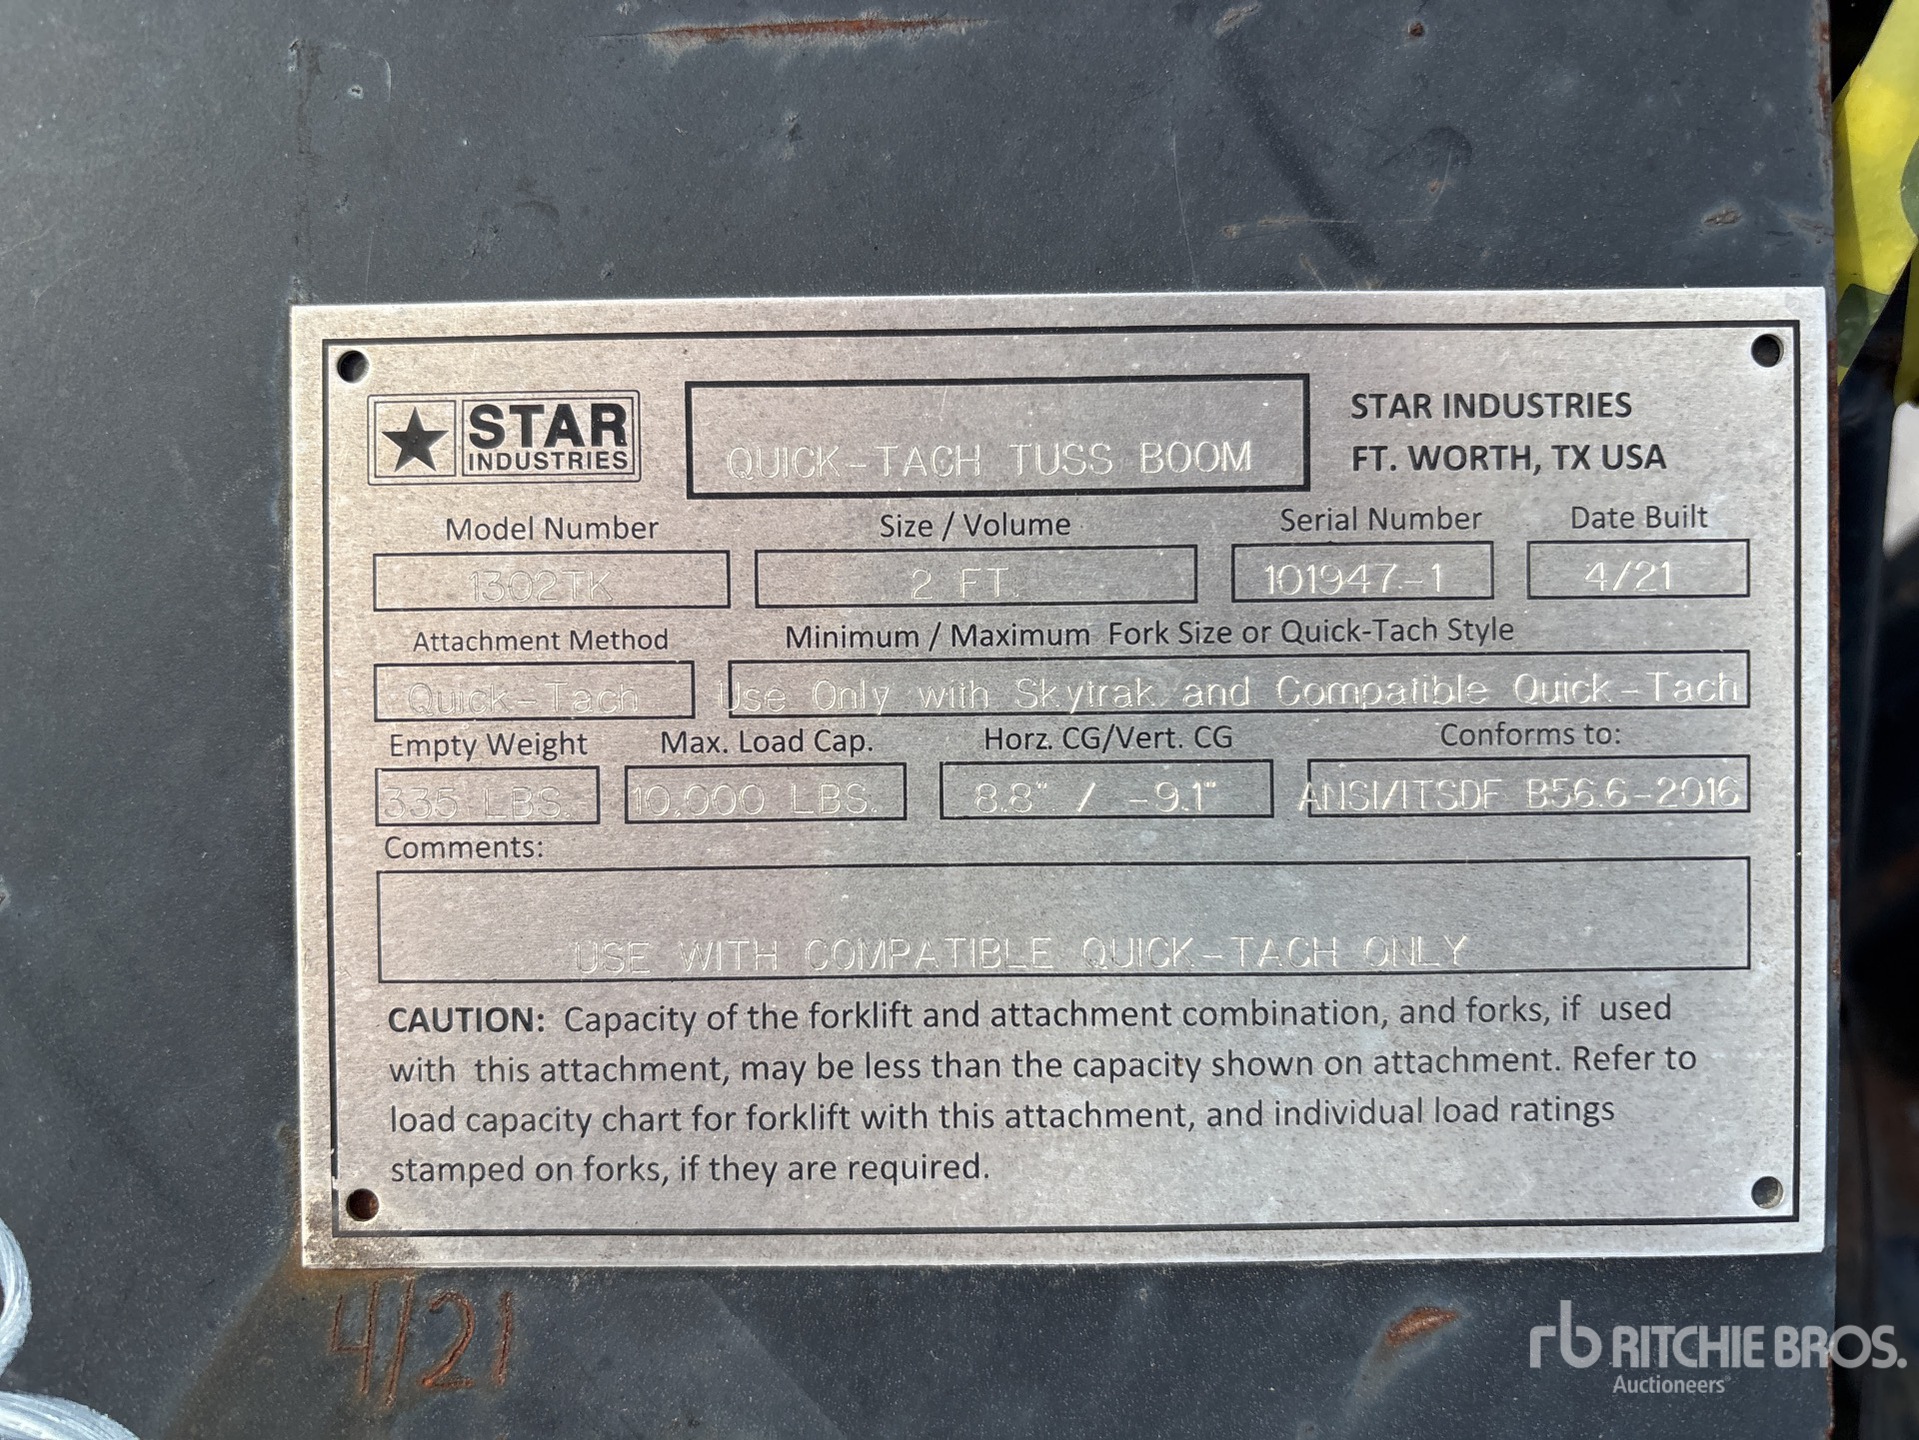 STAR
INDUSTRIES
QUICK-TACH TUSS BOOM
STAR INDUSTRIES
FT. WORTH, TX USA
Model Number Size / Volume Serial Number Date Built
1302TK 2 FT. 101947-1 4/21
Attachment Method Minimum / Maximum Fork Size or Quick-Tach Style
Quick-Tach Use Only with Skytrak and Compatible Quick-Tach
Empty Weight Max. Load Cap. Horz. CG/Vert. CG Conforms to:
335 LBS. 10,000 LBS. 8.8" / -9.1" ANSI/ITSDF B56.6-2016
Comments:
USE WITH COMPATIBLE QUICK-TACH ONLY
CAUTION: Capacity of the forklift and attachment combination, and forks, if used
with this attachment, may be less than the capacity shown on attachment. Refer to
load capacity chart for forklift with this attachment, and individual load ratings
stamped on forks, if they are required.
4/21
rb RITCHIE BROS.
Auctioneers